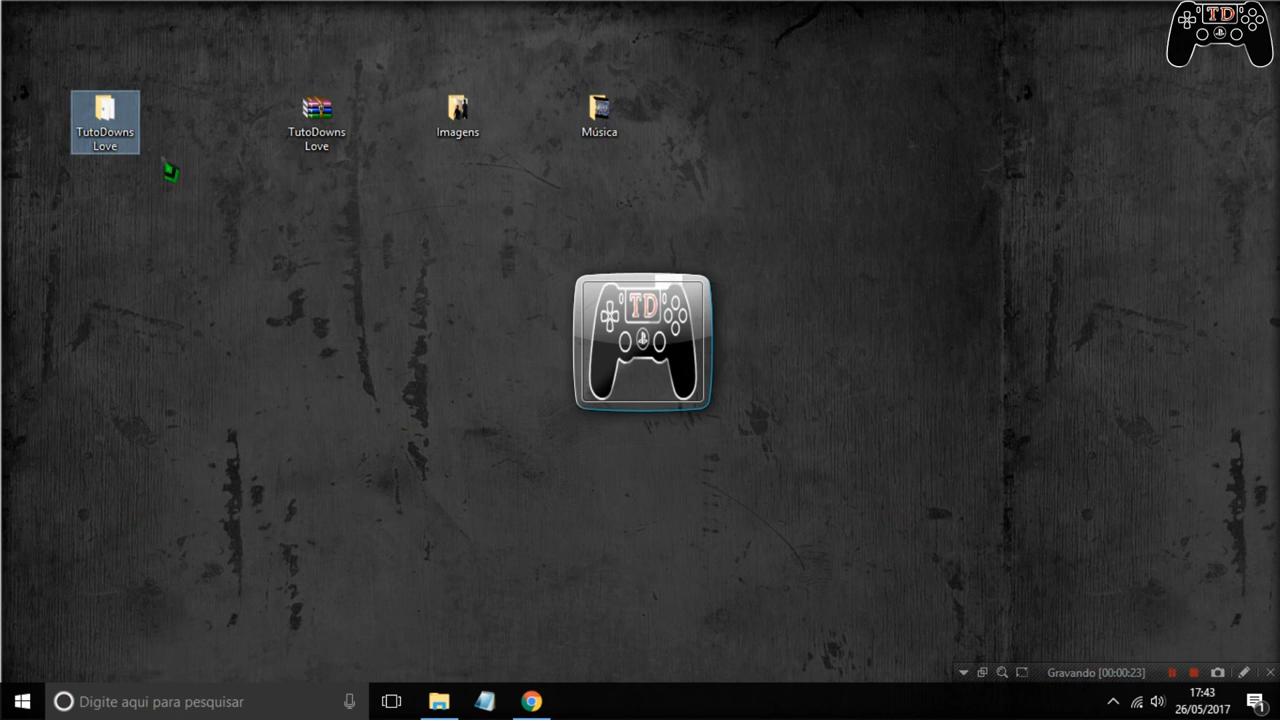 TD
TutoDowns
Love
TutoDowns
Love
Imagens
Música
TD
Gravando [00:00:23]
Digite aqui para pesquisar
17:43
26/05/2017
1